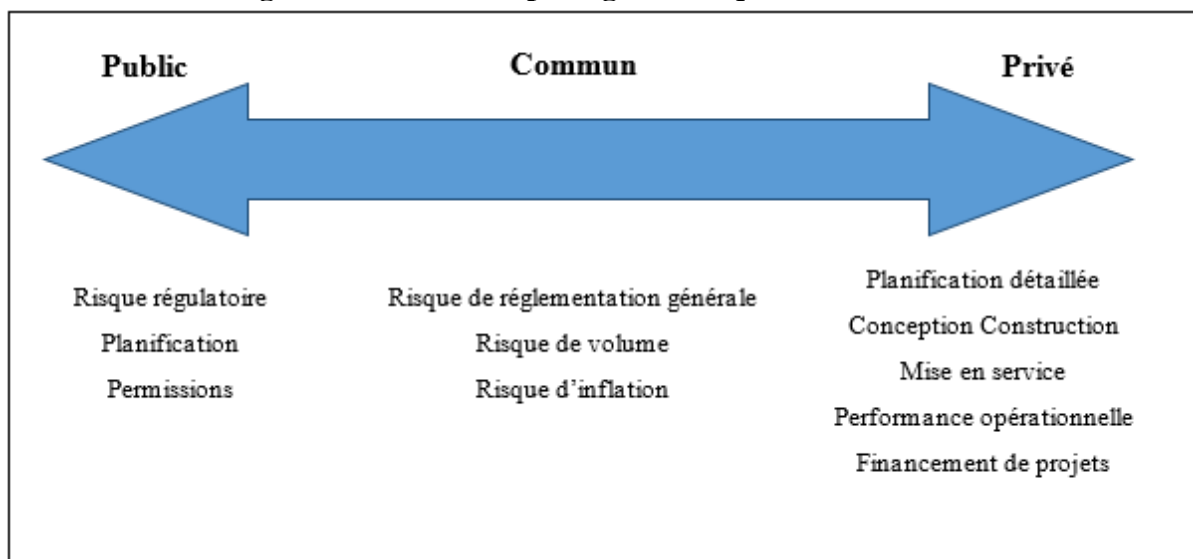 Public
Commun
Privé
Risque régulatoire
Planification
Permissions
Risque de réglementation générale
Risque de volume
Risque d'inflation
Planification détaillée
Conception Construction
Mise en service
Performance opérationnelle
Financement de projets